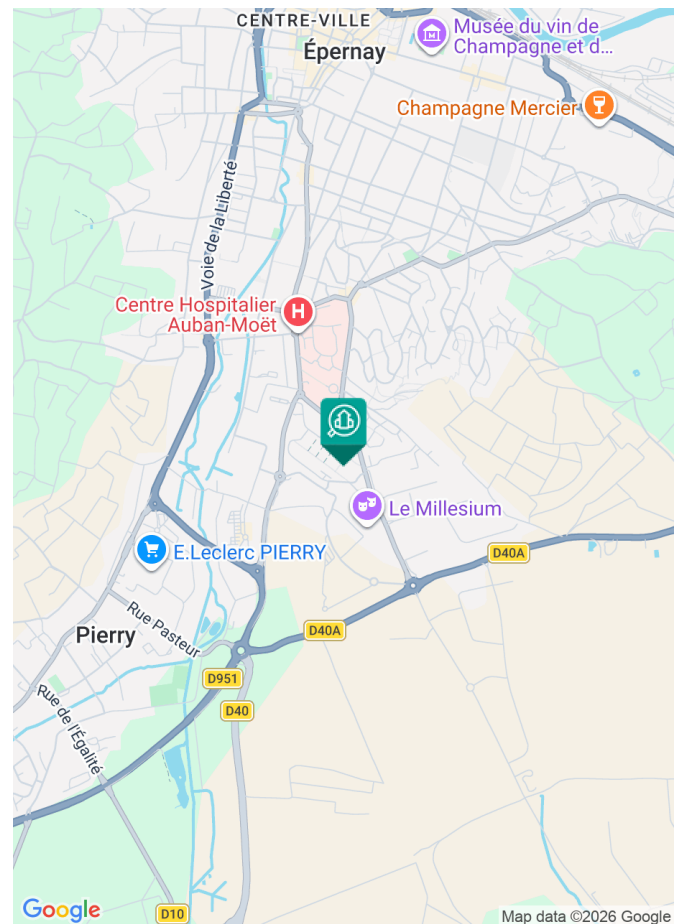 CENTRE-VILLE
Épernay
Musée du vin de
Champagne et d...
Champagne Mercier
Voie de la Liberté
Centre Hospitalier
Auban-Moët
H
Le Millesium
E.Leclerc PIERRY
D40A
D40A
Rue Pasteur
Pierry
D951
D40
Rue de l'Égalité
D10
Google
Map data ©2026 Google